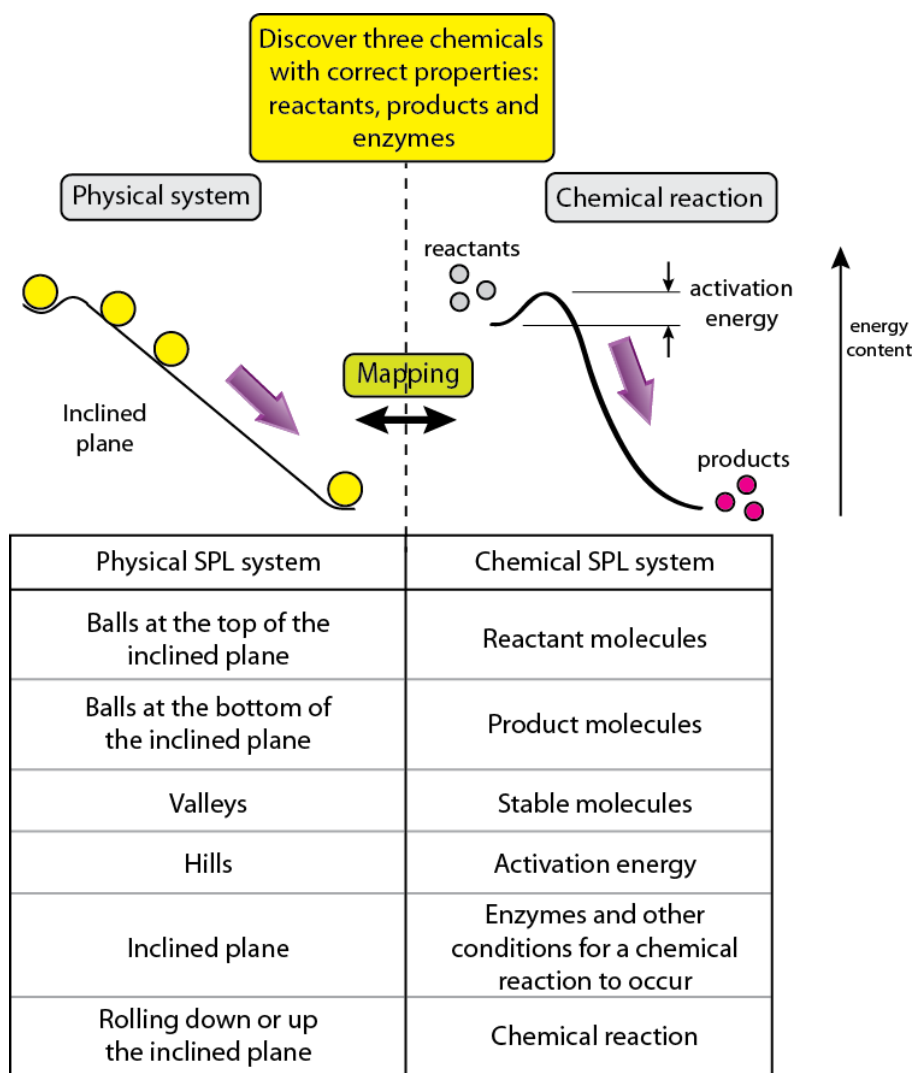 Discover three chemicals
with correct properties:
reactants, products and
enzymes
Physical system
Chemical reaction
reactants
activation
energy
energy
content
Mapping
Inclined
plane
products
Physical SPL system
Chemical SPL system
Balls at the top of the
inclined plane
Reactant molecules
Balls at the bottom of
the inclined plane
Product molecules
Valleys
Stable molecules
Hills
Activation energy
Inclined plane
Enzymes and other
conditions for a chemical
reaction to occur
Rolling down or up
the inclined plane
Chemical reaction